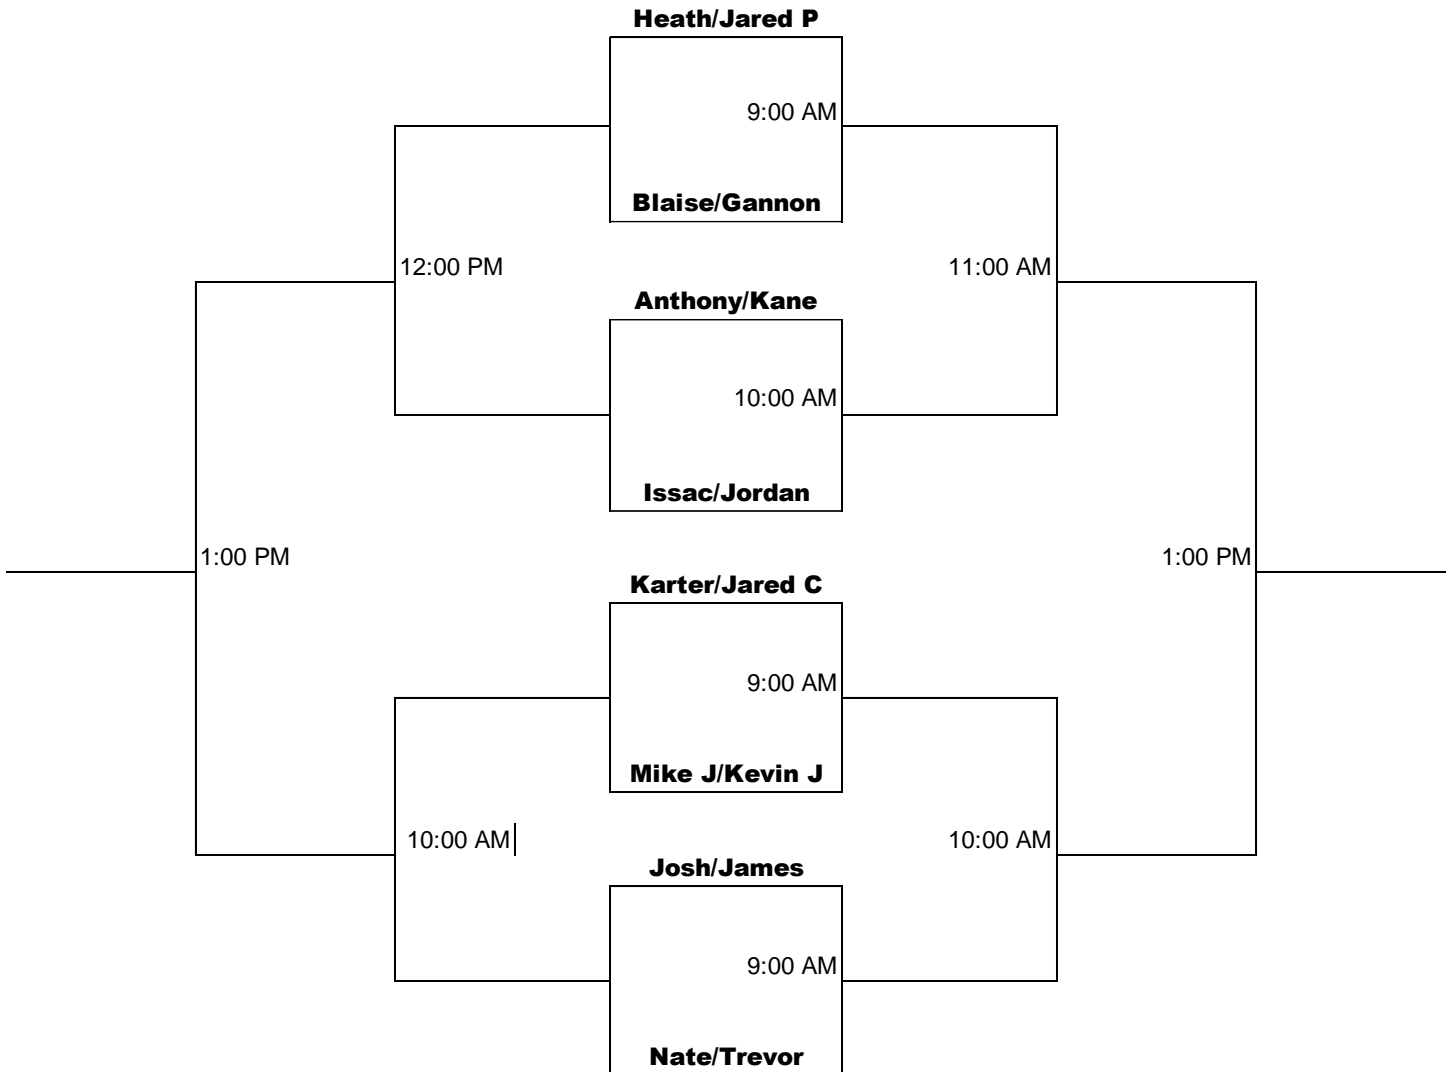 Heath/Jared P
9:00 AM
Blaise/Gannon
12:00 PM
11:00 AM
Anthony/Kane
10:00 AM
Issac/Jordan
1:00 PM
1:00 PM
Karter/Jared C
9:00 AM
Mike J/Kevin J
10:00 AM
10:00 AM
Josh/James
9:00 AM
Nate/Trevor